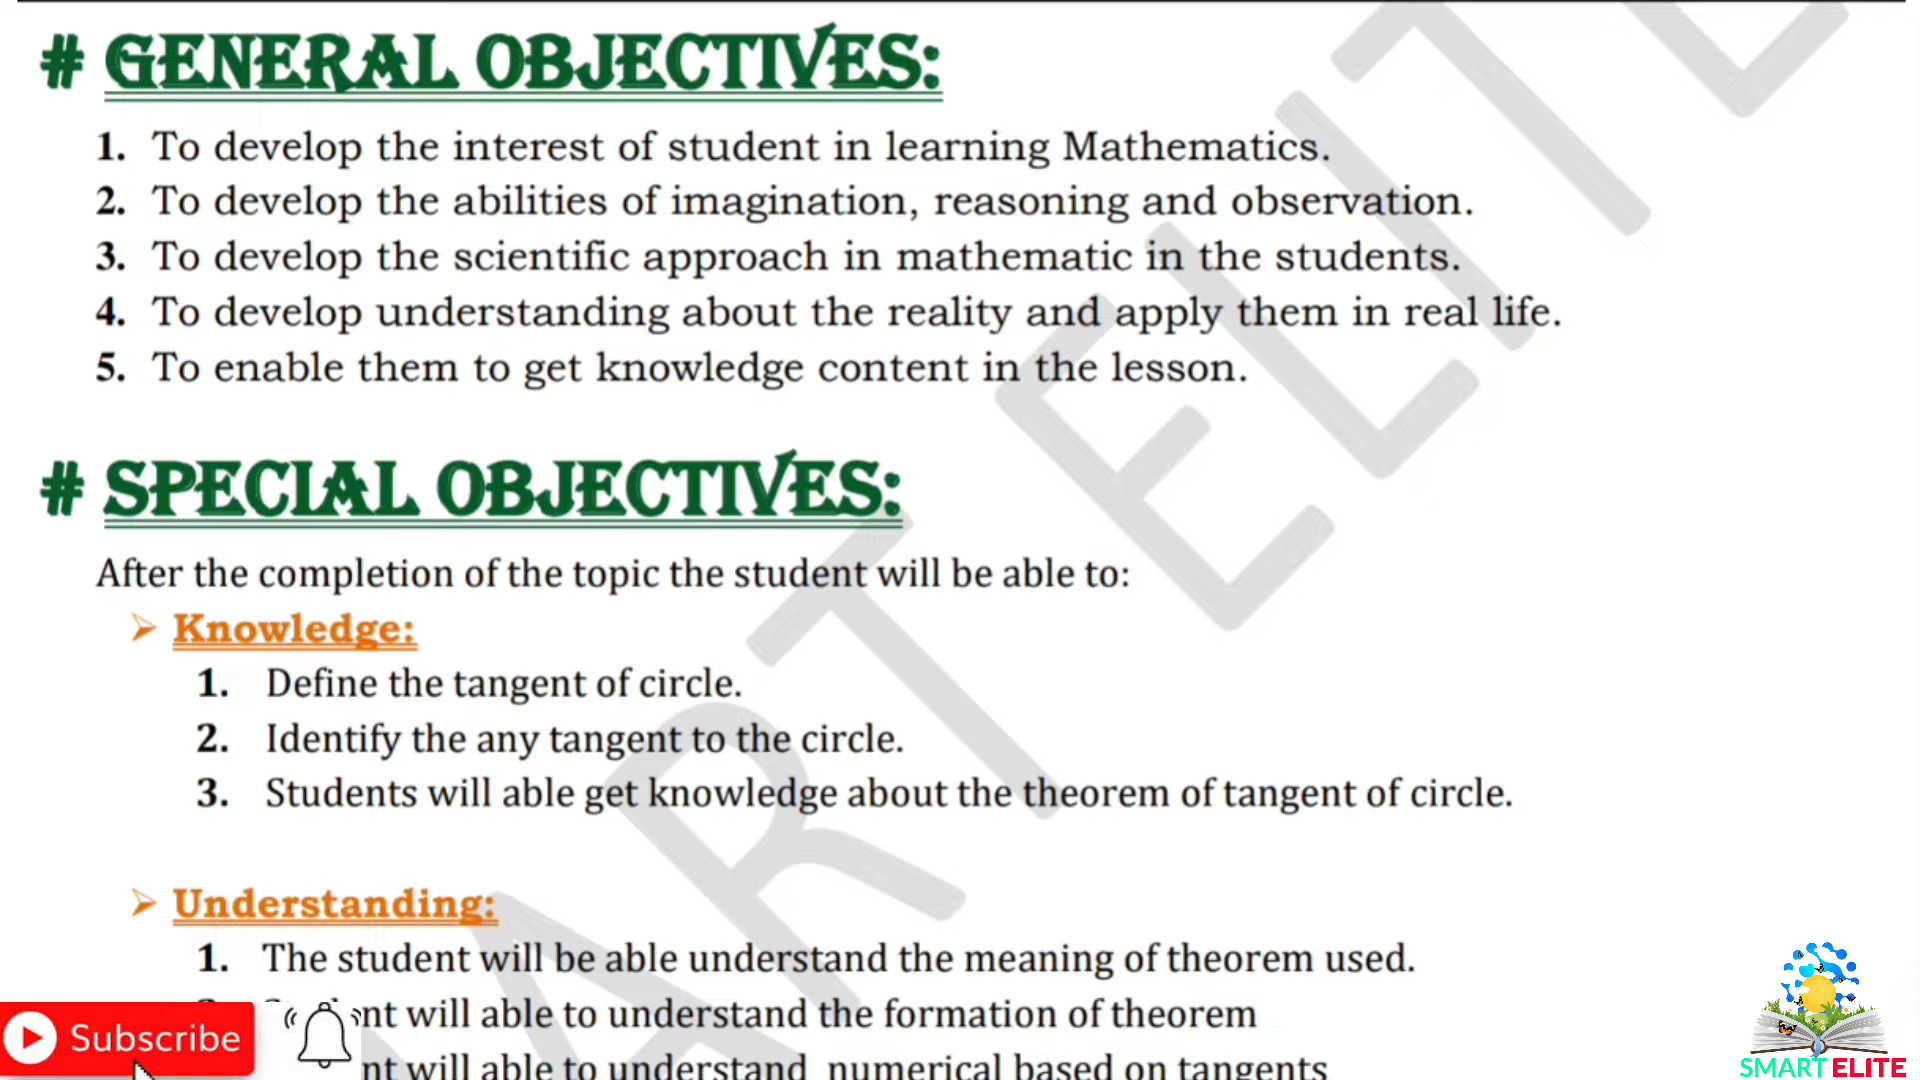 # GENERAL OBJECTIVES:
1. To develop the interest of student in learning Mathematics.
2. To develop the abilities of imagination, reasoning and observation.
3. To develop the scientific approach in mathematic in the students.
4. To develop understanding about the reality and apply them in real life.
5. To enable them to get knowledge content in the lesson.
# SPECIAL OBJECTIVES:
After the completion of the topic the student will be able to:
➢ Knowledge:
1. Define the tangent of circle.
2. Identify the any tangent to the circle.
3. Students will able get knowledge about the theorem of tangent of circle.
➢ Understanding:
1. The student will be able understand the meaning of theorem used.
will able to understand the formation of theorem
will able to understand numerical based on tangents
Subscribe
SMART ELITE